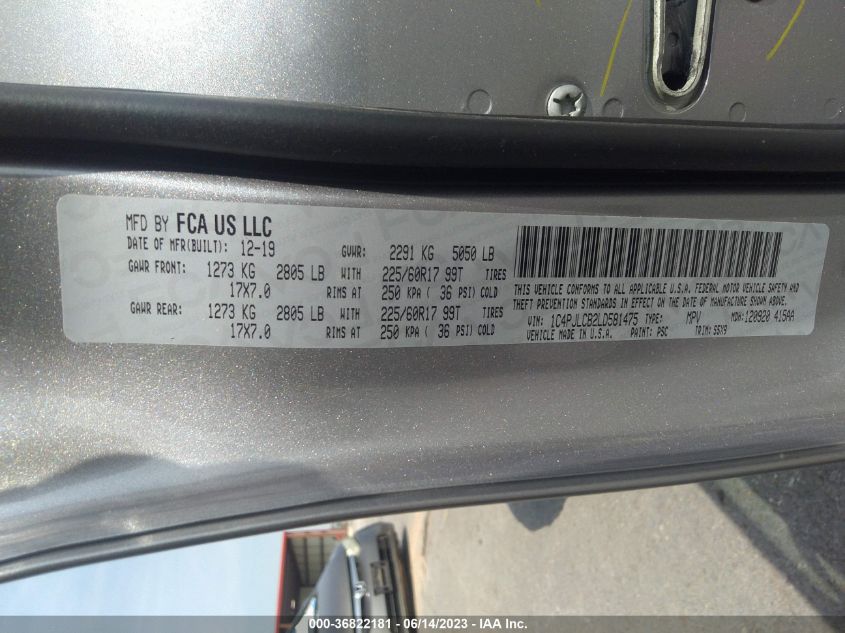 MFD BY FCA US LLC
DATE OF MFR(BUILT): 12-19 GVWR: 2291 KG 5050 LB
GAWR FRONT: 1273 KG 2805 LB WITH 225/60R17 99T TIRES
17X7.0 RIMS AT 250 KPA ( 36 PSI) COLD
GAWR REAR: 1273 KG 2805 LB WITH 225/60R17 99T TIRES
17X7.0 RIMS AT 250 KPA ( 36 PSI) COLD
THIS VEHICLE CONFORMS TO ALL APPLICABLE U.S.A. FEDERAL MOTOR VEHICLE SAFETY AND
THEFT PREVENTION STANDARDS IN EFFECT ON THE DATE OF MANUFACTURE SHOWN ABOVE.
VIN: 1C4PJLCB2LD581475 TYPE: MPV MDH: 120920 415AA
VEHICLE MADE IN U.S.A. PAINT: PSC TRIM: S5X9
000-36822181 - 06/14/2023 - IAA Inc.